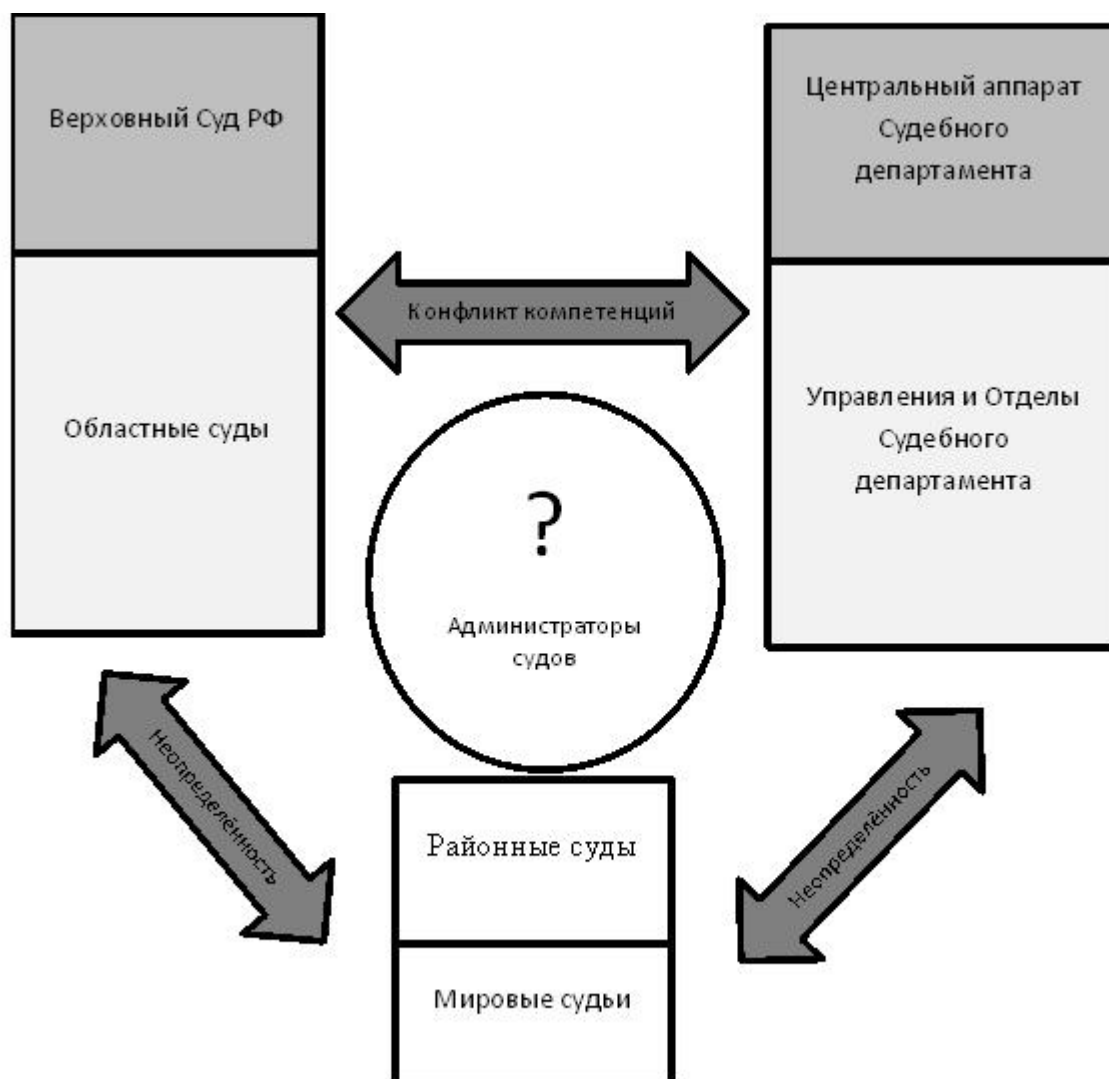 Верховный Суд РФ
Центральный аппарат
Судебного
департамента
Конфликт компетенций
Областные суды
Управления и Отделы
Судебного
департамента
?
Администраторы
судов
Неопределённость
Неопределённость
Районные суды
Мировые судьи